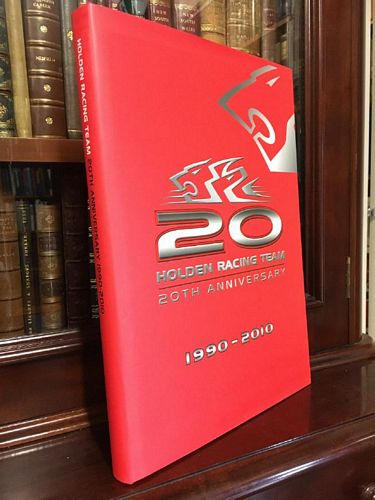 HOLDEN RACING TEAM 20TH ANNIVERSARY 1990-2010
20
HOLDEN RACING TEAM
20TH ANNIVERSARY
1990-2010